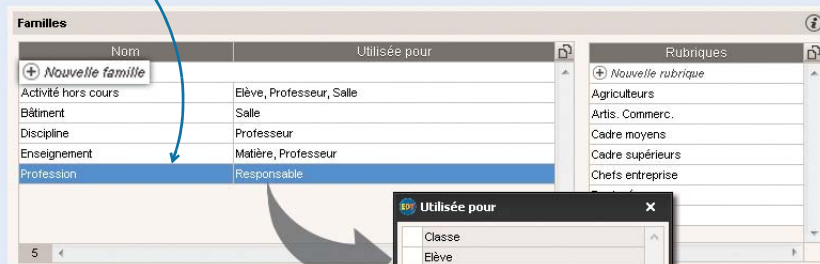 Familles
Nom Utilisée pour
Nouvelle famille
Activité hors cours Elève, Professeur, Salle
Bâtiment Salle
Discipline Professeur
Enseignement Matière, Professeur
Profession Responsable
5
Rubriques
Nouvelle rubrique
Agriculteurs
Artis. Commerc.
Cadre moyens
Cadre supérieurs
Chefs entreprise
EDT Utilisée pour
Classe
Elève